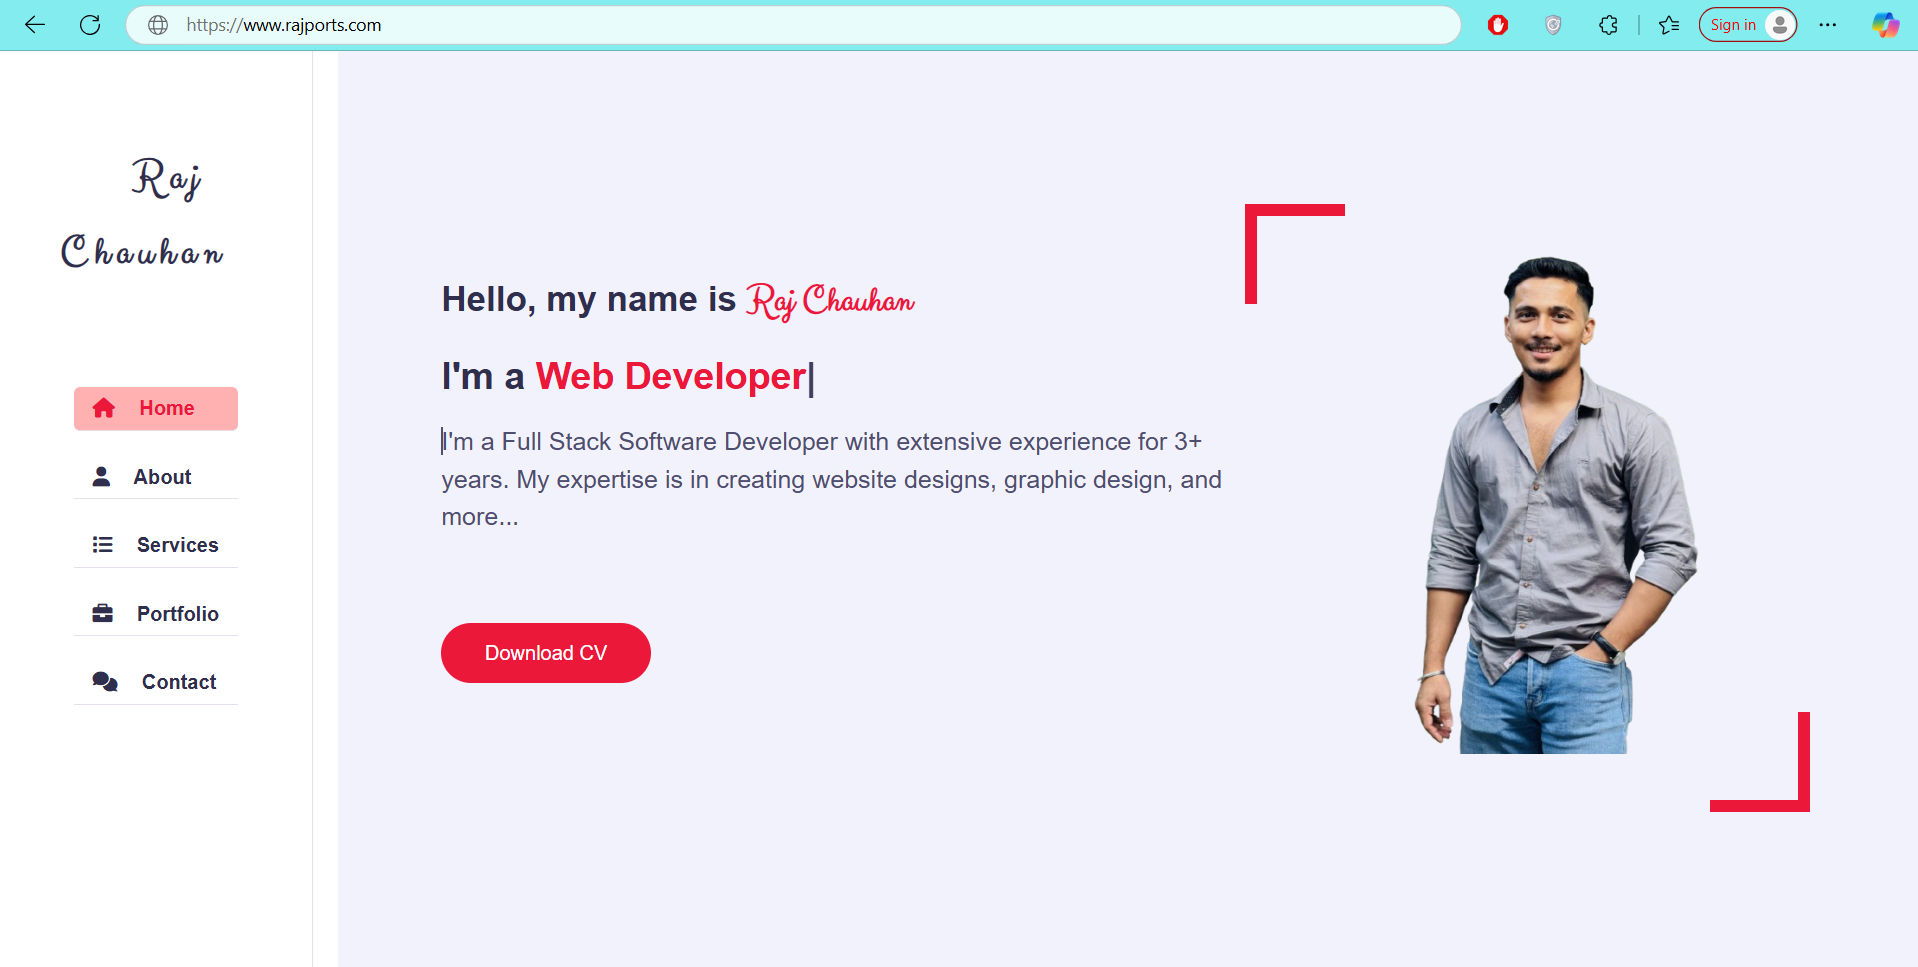 https://www.rajports.com
Sign in
Raj
Chauhan
Home
About
Services
Portfolio
Contact
Hello, my name is Raj Chauhan
I'm a Web Developer|
I'm a Full Stack Software Developer with extensive experience for 3+
years. My expertise is in creating website designs, graphic design, and
more...
Download CV